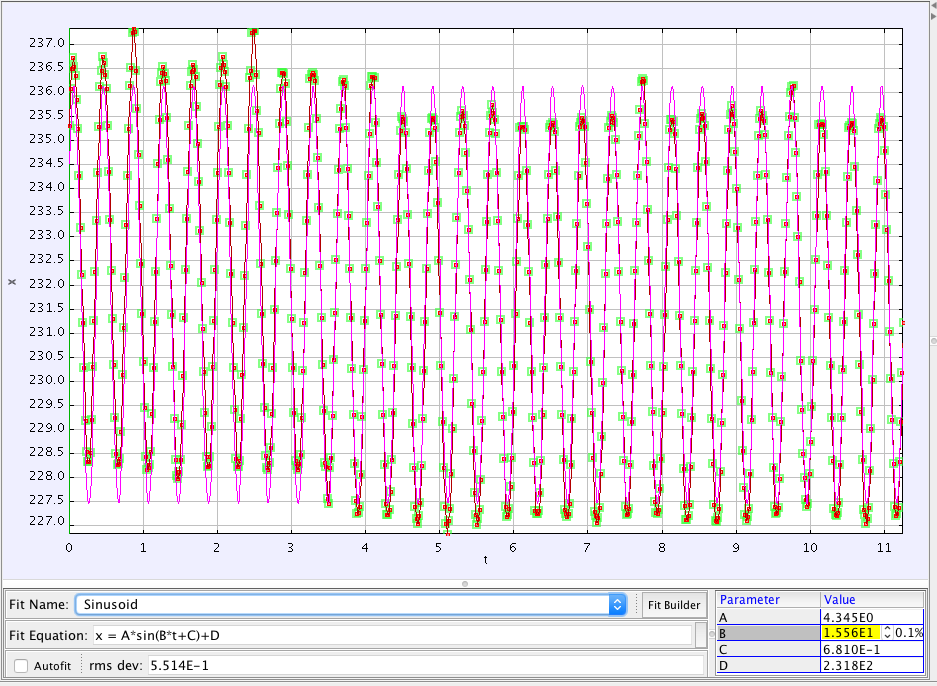 237.0
236.5
236.0
235.5
235.0
234.5
234.0
233.5
233.0
232.5
232.0
231.5
231.0
230.5
230.0
229.5
229.0
228.5
228.0
227.5
227.0
x
0 1 2 3 4 5 6 7 8 9 10 11
t
Fit Name: Sinusoid Fit Builder
Fit Equation: x = A*sin(B*t+C)+D
Autofit rms dev: 5.514E-1
Parameter Value
A 4.345E0
B 1.556E1 0.1%
C 6.810E-1
D 2.318E2